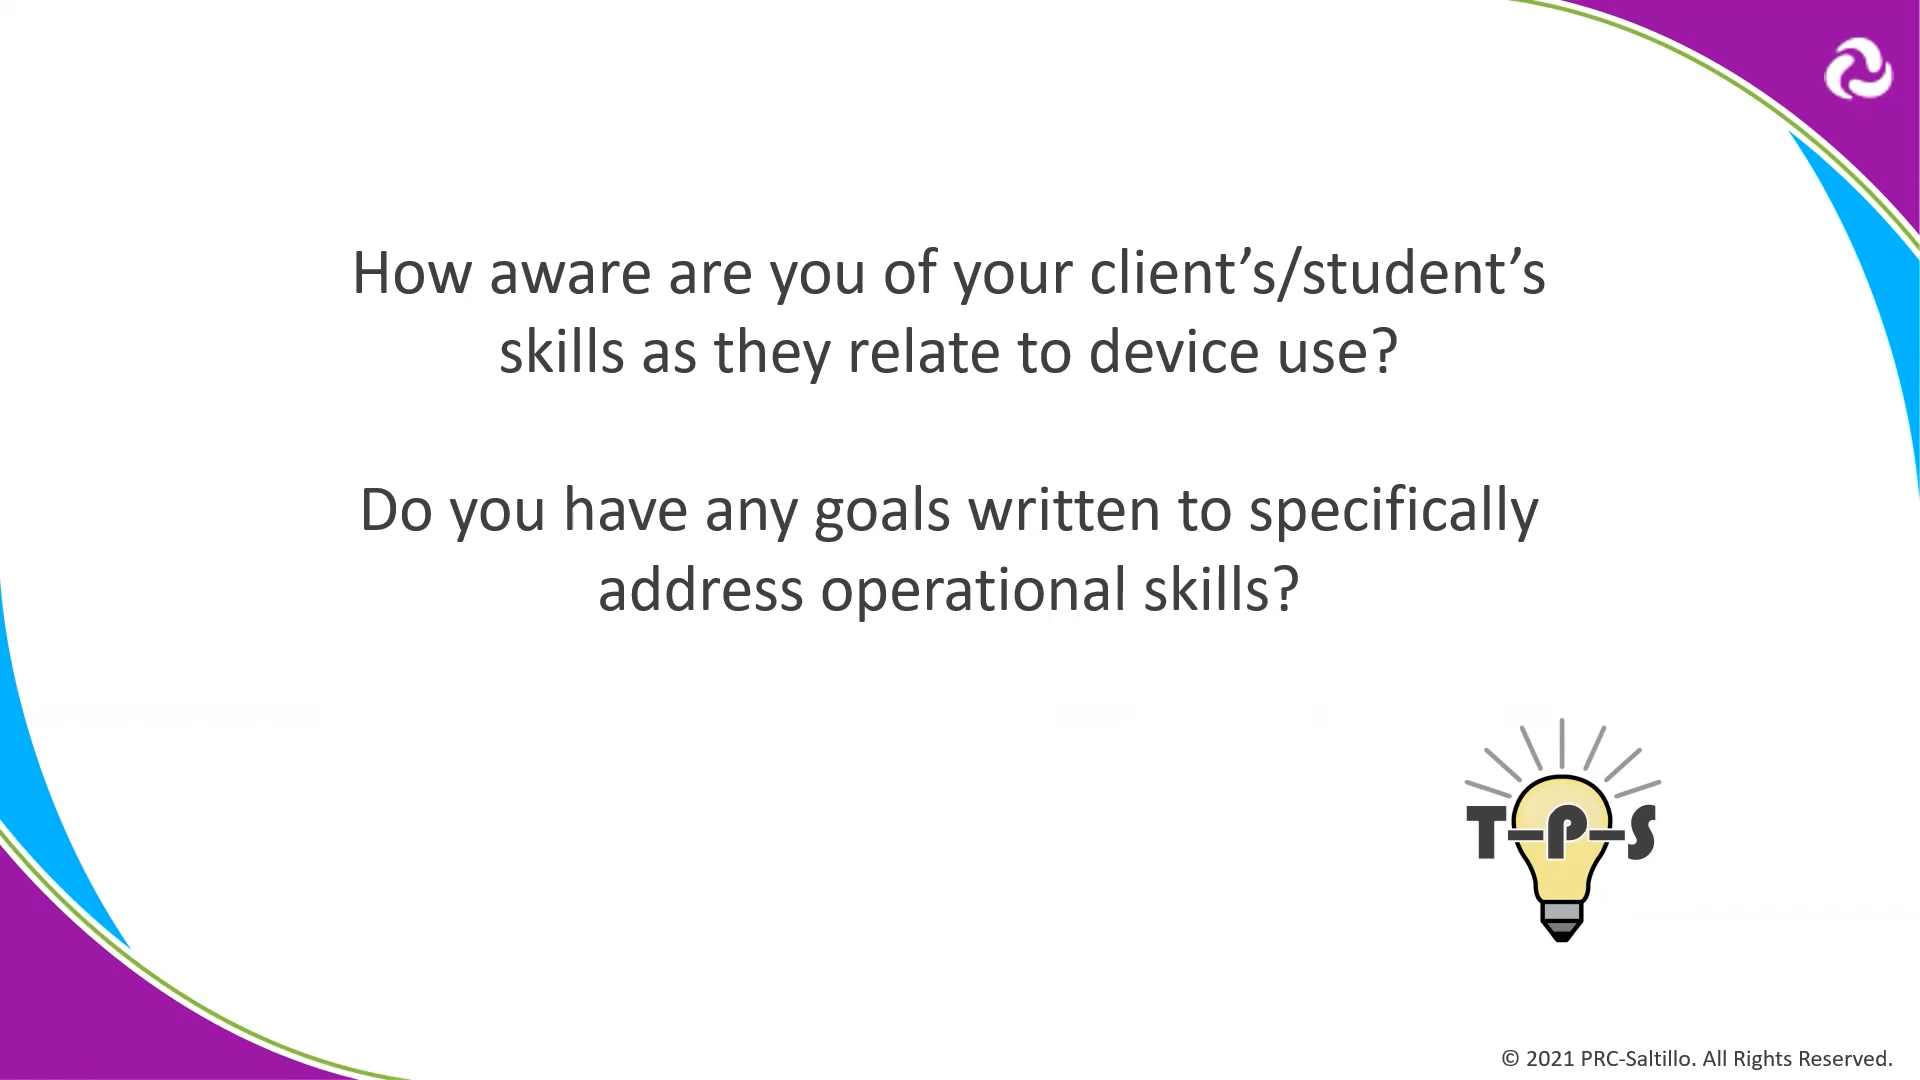 How aware are you of your client’s/student’s
skills as they relate to device use?
Do you have any goals written to specifically
address operational skills?
T-P-S
© 2021 PRC-Saltillo. All Rights Reserved.